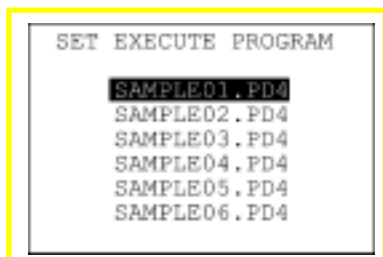 SET EXECUTE PROGRAM
SAMPLE01.PD4
SAMPLE02.PD4
SAMPLE03.PD4
SAMPLE04.PD4
SAMPLE05.PD4
SAMPLE06.PD4